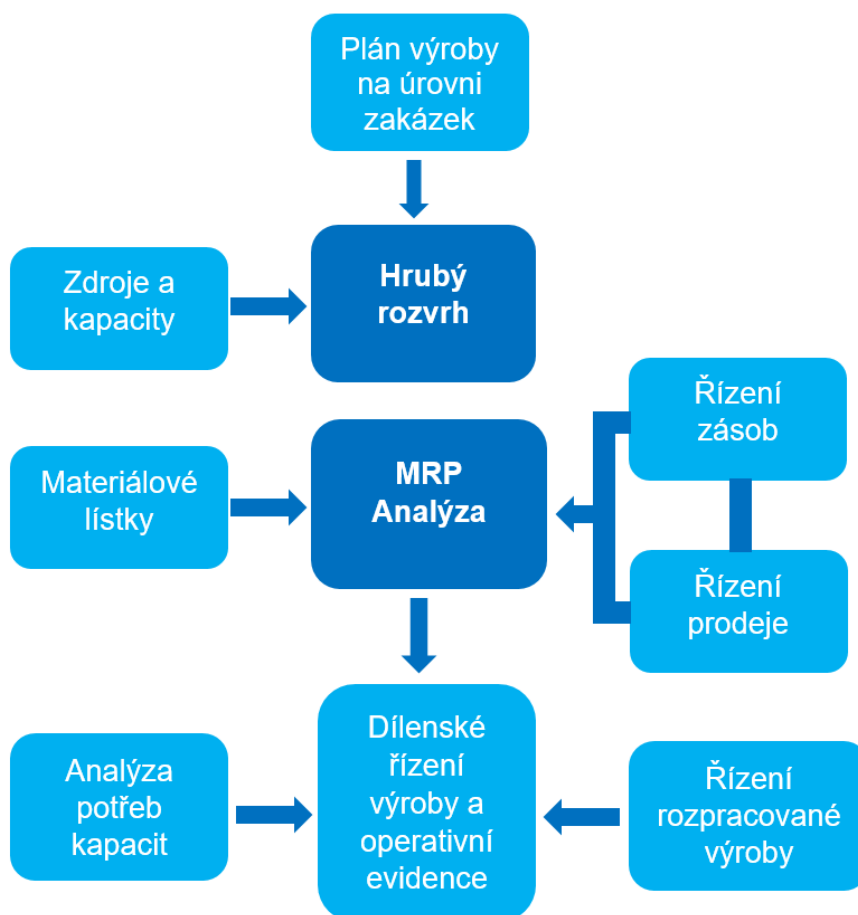 Plán výroby
na úrovni
zakázek
Zdroje a
kapacity
Hrubý
rozvrh
Řízení
zásob
Materiálové
lístky
MRP
Analýza
Řízení
prodeje
Analýza
potřeb
kapacit
Dílenské
řízení
výroby a
operativní
evidence
Řízení
rozpracované
výroby